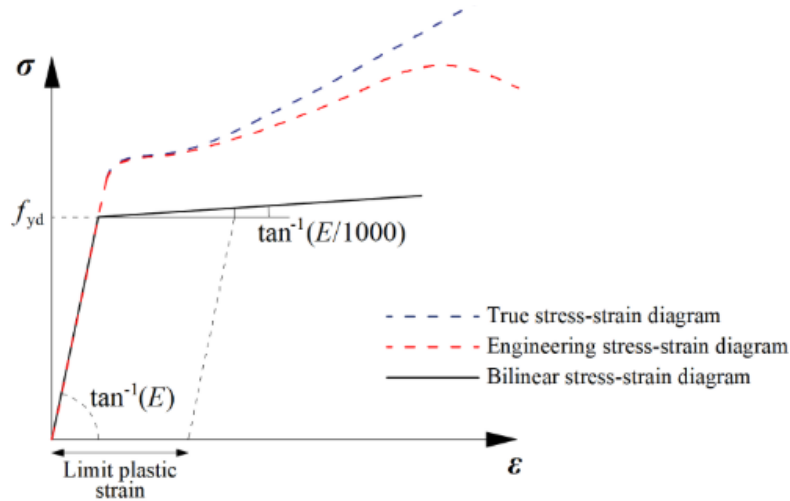 σ
f_yd
tan⁻¹(E/1000)
True stress-strain diagram
Engineering stress-strain diagram
Bilinear stress-strain diagram
tan⁻¹(E)
Limit plastic
strain
ε